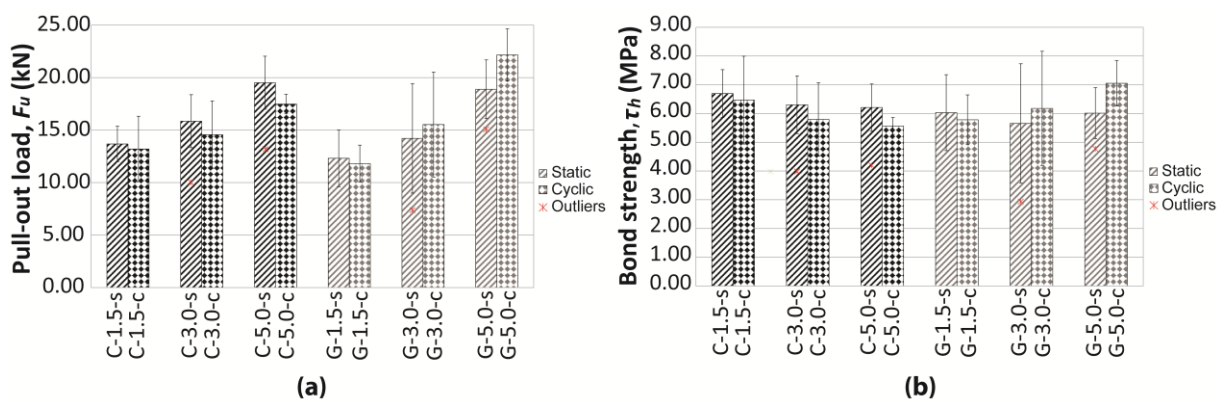 Pull-out load, Fu (kN)
25.00
20.00
15.00
10.00
5.00
0.00
C-1.5-s
C-1.5-c
C-3.0-s
C-3.0-c
C-5.0-s
C-5.0-c
G-1.5-s
G-1.5-c
G-3.0-s
G-3.0-c
G-5.0-s
G-5.0-c
Static
Cyclic
Outliers
(a)
Bond strength, τh (MPa)
9.00
8.00
7.00
6.00
5.00
4.00
3.00
2.00
1.00
0.00
C-1.5-s
C-1.5-c
C-3.0-s
C-3.0-c
C-5.0-s
C-5.0-c
G-1.5-s
G-1.5-c
G-3.0-s
G-3.0-c
G-5.0-s
G-5.0-c
Static
Cyclic
Outliers
(b)